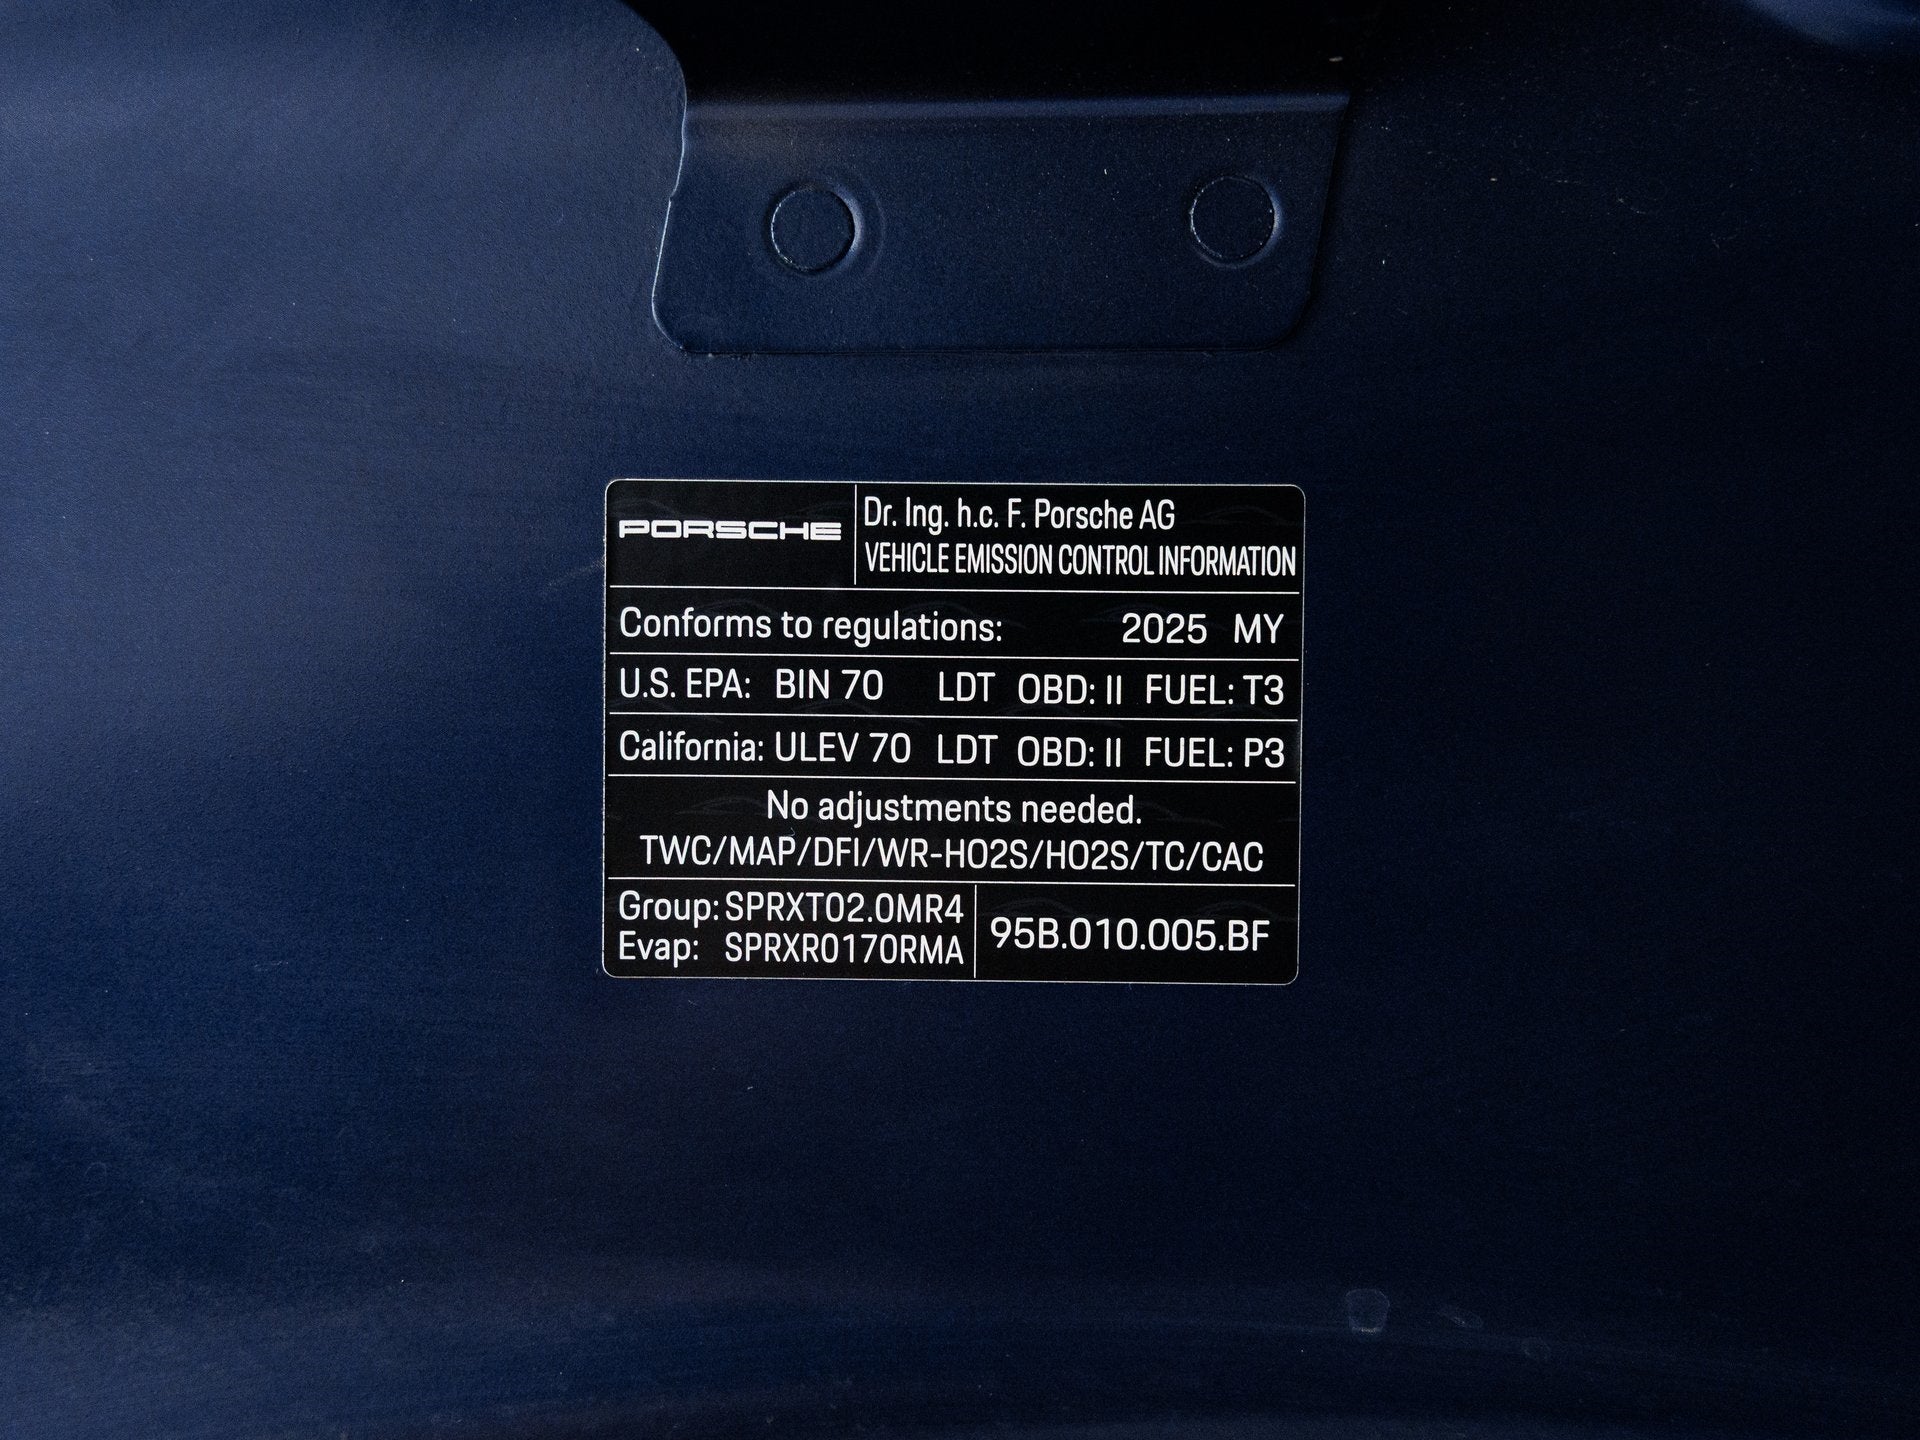 PORSCHE
Dr. Ing. h.c. F. Porsche AG
VEHICLE EMISSION CONTROL INFORMATION
Conforms to regulations: 2025 MY
U.S. EPA: BIN 70 LDT OBD: II FUEL: T3
California: ULEV 70 LDT OBD: II FUEL: P3
No adjustments needed.
TWC/MAP/DFI/WR-HO2S/HO2S/TC/CAC
Group: SPRXT02.0MR4
Evap: SPRXR0170RMA
95B.010.005.BF